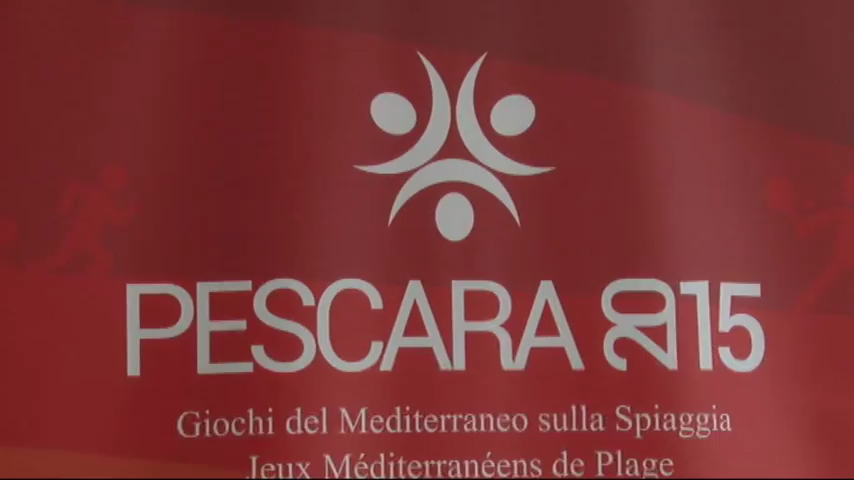 PESCARA 2015
Giochi del Mediterraneo sulla Spiaggia
Jeux Méditerranéens de Plage